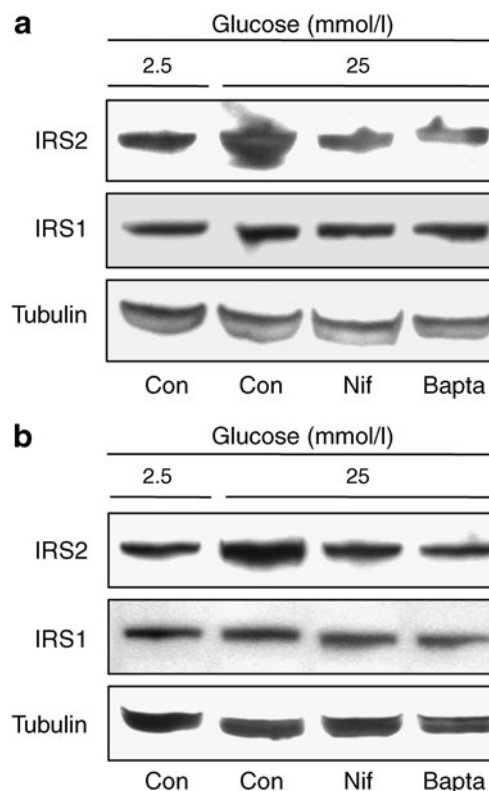 a
Glucose (mmol/l)
2.5 25
IRS2
IRS1
Tubulin
Con Con Nif Bapta
b
Glucose (mmol/l)
2.5 25
IRS2
IRS1
Tubulin
Con Con Nif Bapta